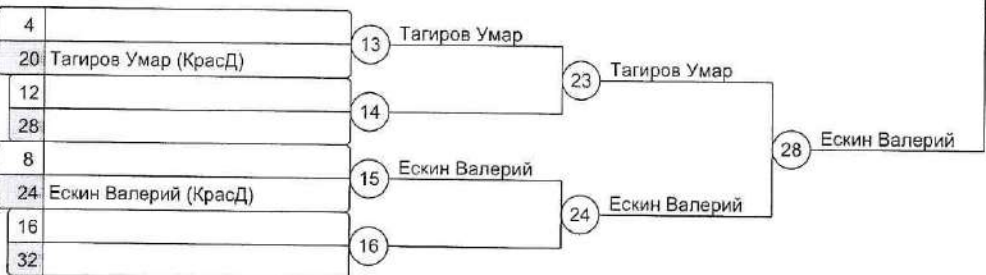 4
13 Тагиров Умар
20 Тагиров Умар (КрасД)
23 Тагиров Умар
12
14
28
28 Ескин Валерий
8
15 Ескин Валерий
24 Ескин Валерий (КрасД)
24 Ескин Валерий
16
16
32